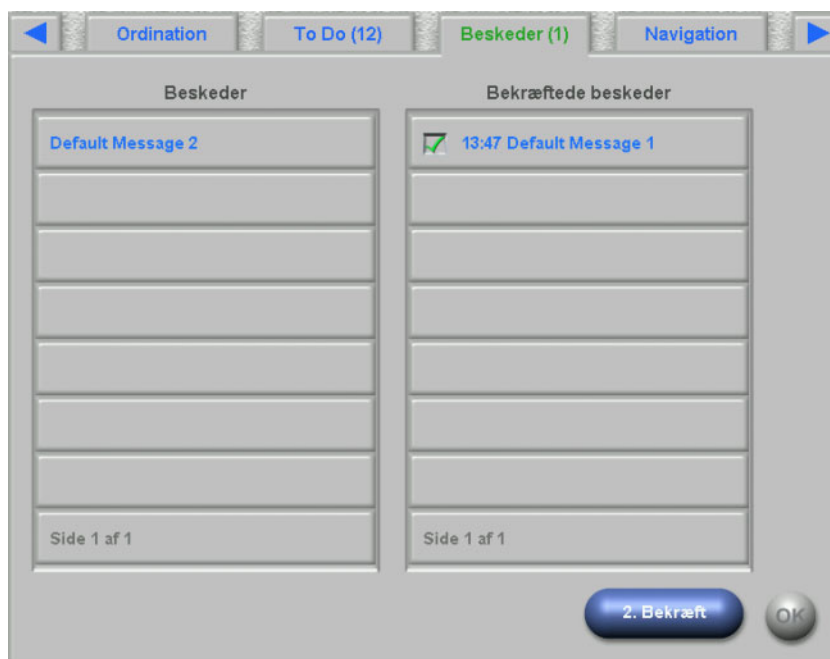 Ordination
To Do (12)
Beskeder (1)
Navigation
Beskeder
Bekræftede beskeder
Default Message 2
13:47 Default Message 1
Side 1 af 1
Side 1 af 1
2. Bekræft
OK